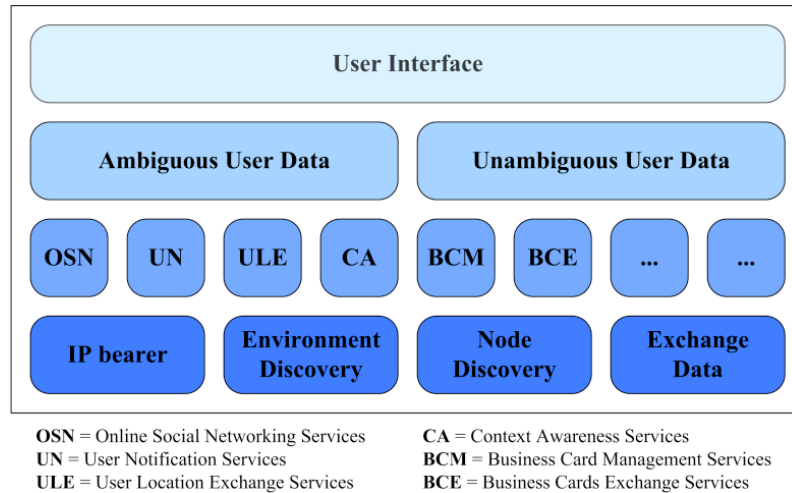 User Interface
Ambiguous User Data
Unambiguous User Data
OSN
UN
ULE
CA
BCM
BCE
...
...
IP bearer
Environment
Discovery
Node
Discovery
Exchange
Data
OSN = Online Social Networking Services
UN = User Notification Services
ULE = User Location Exchange Services
CA = Context Awareness Services
BCM = Business Card Management Services
BCE = Business Cards Exchange Services